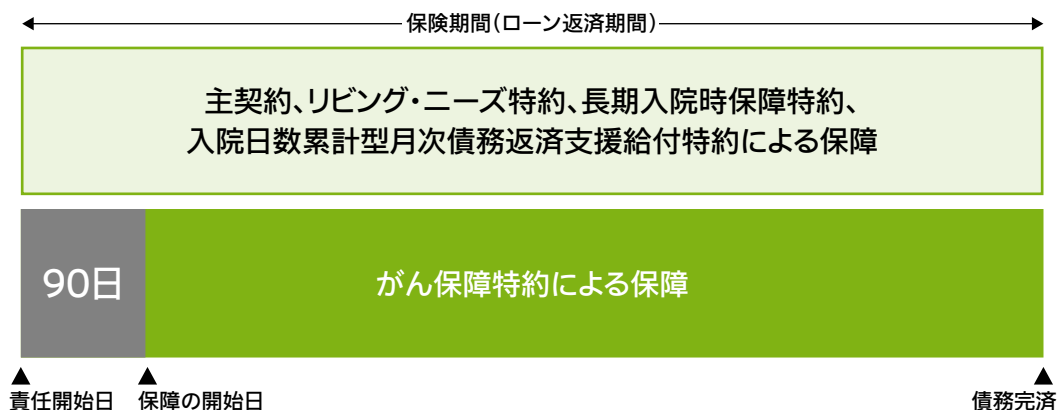 保険期間（ローン返済期間）
主契約、リビング・ニーズ特約、長期入院時保障特約、
入院日数累計型月次債務返済支援給付特約による保障
90日
がん保障特約による保障
責任開始日
保障の開始日
債務完済